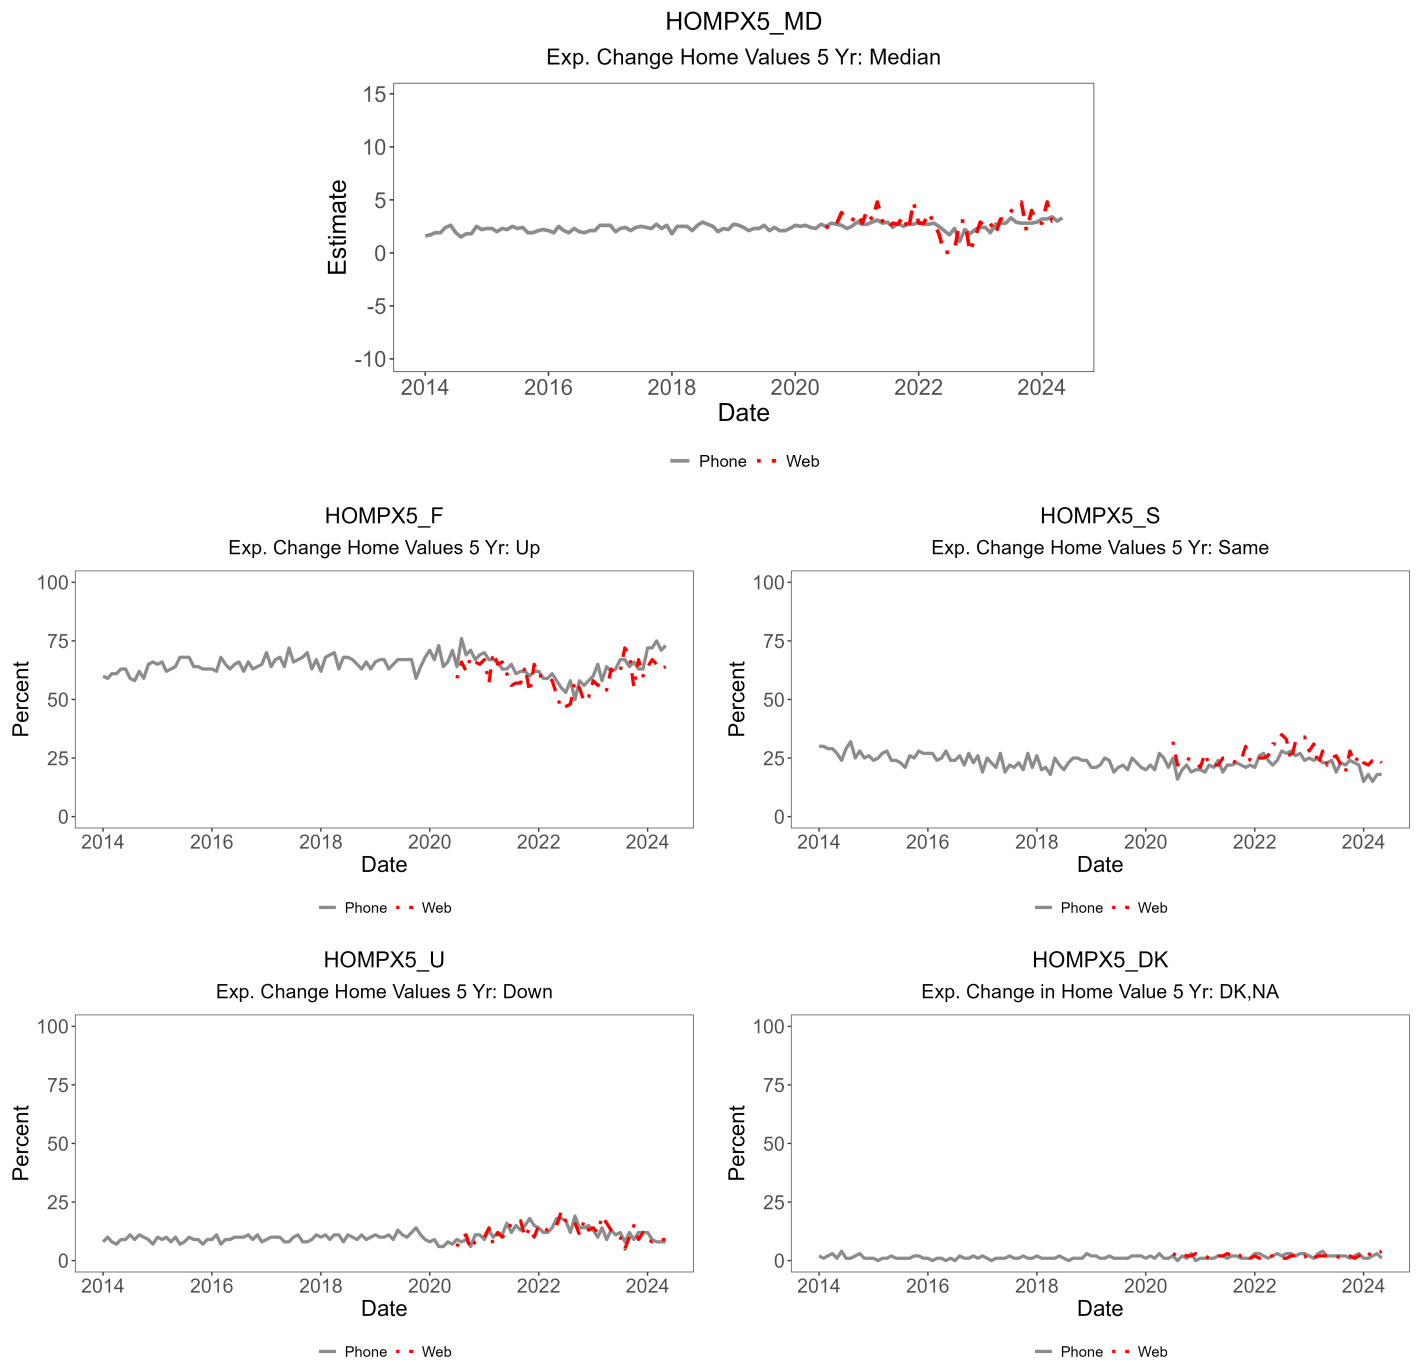 HOMPX5_MD
Exp. Change Home Values 5 Yr: Median
Estimate
15
10
5
0
-5
-10
2014 2016 2018 2020 2022 2024
Date
Phone Web
HOMPX5_F
Exp. Change Home Values 5 Yr: Up
Percent
100
75
50
25
0
2014 2016 2018 2020 2022 2024
Date
Phone Web
HOMPX5_S
Exp. Change Home Values 5 Yr: Same
Percent
100
75
50
25
0
2014 2016 2018 2020 2022 2024
Date
Phone Web
HOMPX5_U
Exp. Change Home Values 5 Yr: Down
Percent
100
75
50
25
0
2014 2016 2018 2020 2022 2024
Date
Phone Web
HOMPX5_DK
Exp. Change in Home Value 5 Yr: DK,NA
Percent
100
75
50
25
0
2014 2016 2018 2020 2022 2024
Date
Phone Web